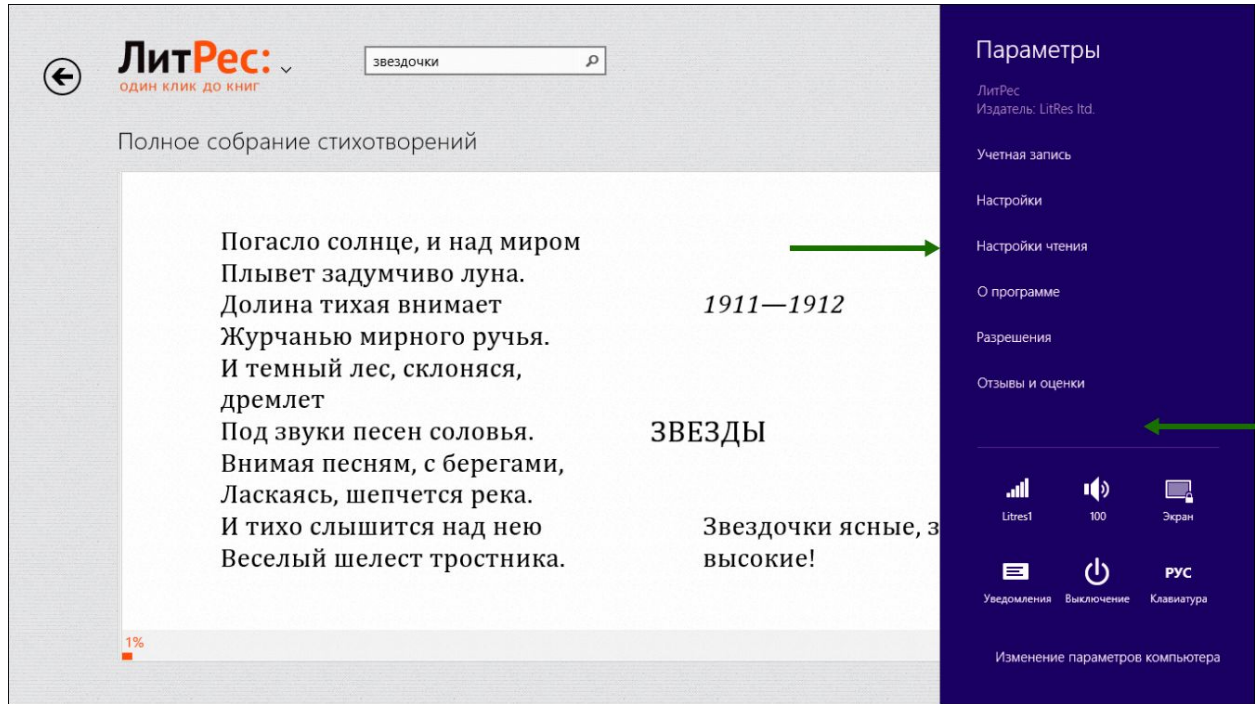 ЛитРес:
один клик до книг
звездочки
Полное собрание стихотворений
Погасло солнце, и над миром
Плывет задумчиво луна.
Долина тихая внимает
Журчанью мирного ручья.
И темный лес, склоняся,
дремлет
Под звуки песен соловья.
Внимая песням, с берегами,
Ласкаясь, шепчется река.
И тихо слышится над нею
Веселый шелест тростника.
1911—1912
ЗВЕЗДЫ
Звездочки ясные, з
высокие!
1%
Параметры
ЛитРес
Издатель: LitRes ltd.
Учетная запись
Настройки
Настройки чтения
О программе
Разрешения
Отзывы и оценки
Litres1
100
Экран
Уведомления
Выключение
РУС
Клавиатура
Изменение параметров компьютера